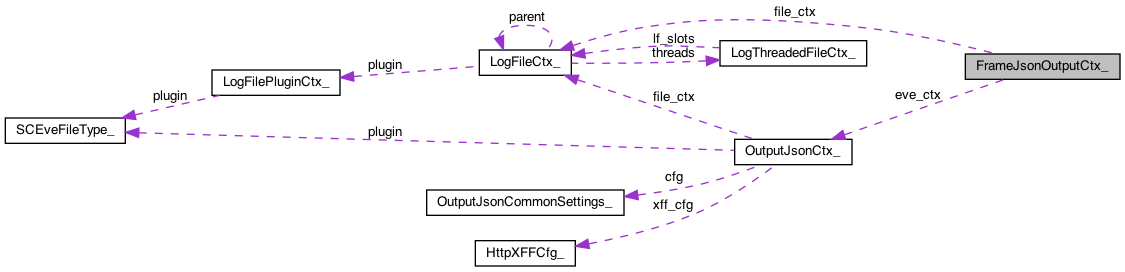 parent
file_ctx
lf_slots
threads
LogThreadedFileCtx_
LogFileCtx_
FrameJsonOutputCtx_
plugin
LogFilePluginCtx_
plugin
file_ctx
eve_ctx
SCEveFileType_
plugin
OutputJsonCtx_
cfg
OutputJsonCommonSettings_
xff_cfg
HttpXFFCfg_